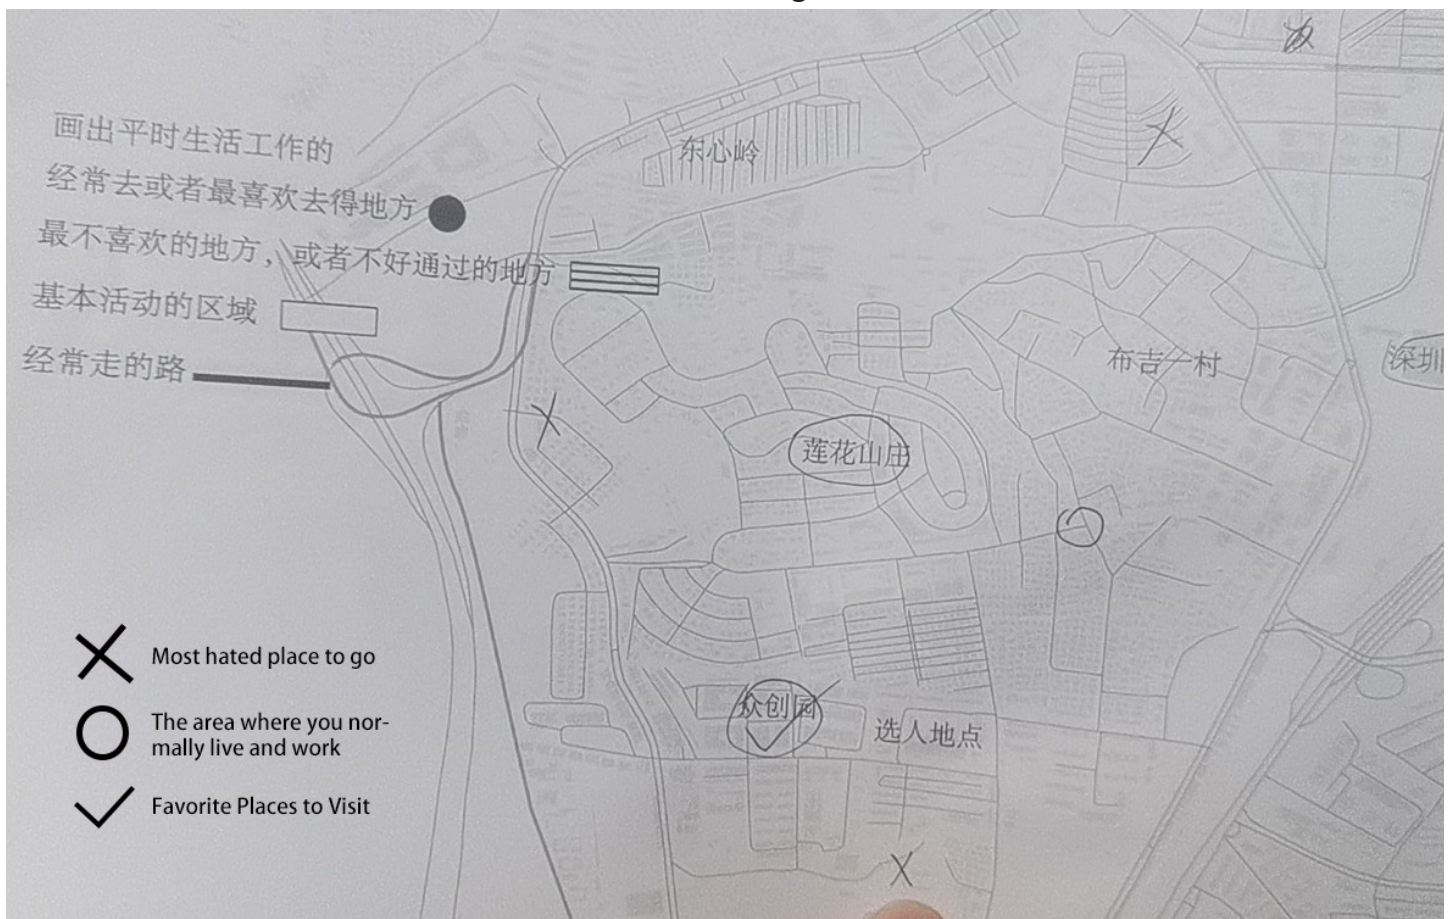 画出平时生活工作的
经常去或者最喜欢去得地方
最不喜欢的地方，或者不好通过的地方
基本活动的区域
经常走的路
东心岭
布吉一村
深圳
莲花山庄
众创园
选人地点
Most hated place to go
The area where you nor-
mally live and work
Favorite Places to Visit